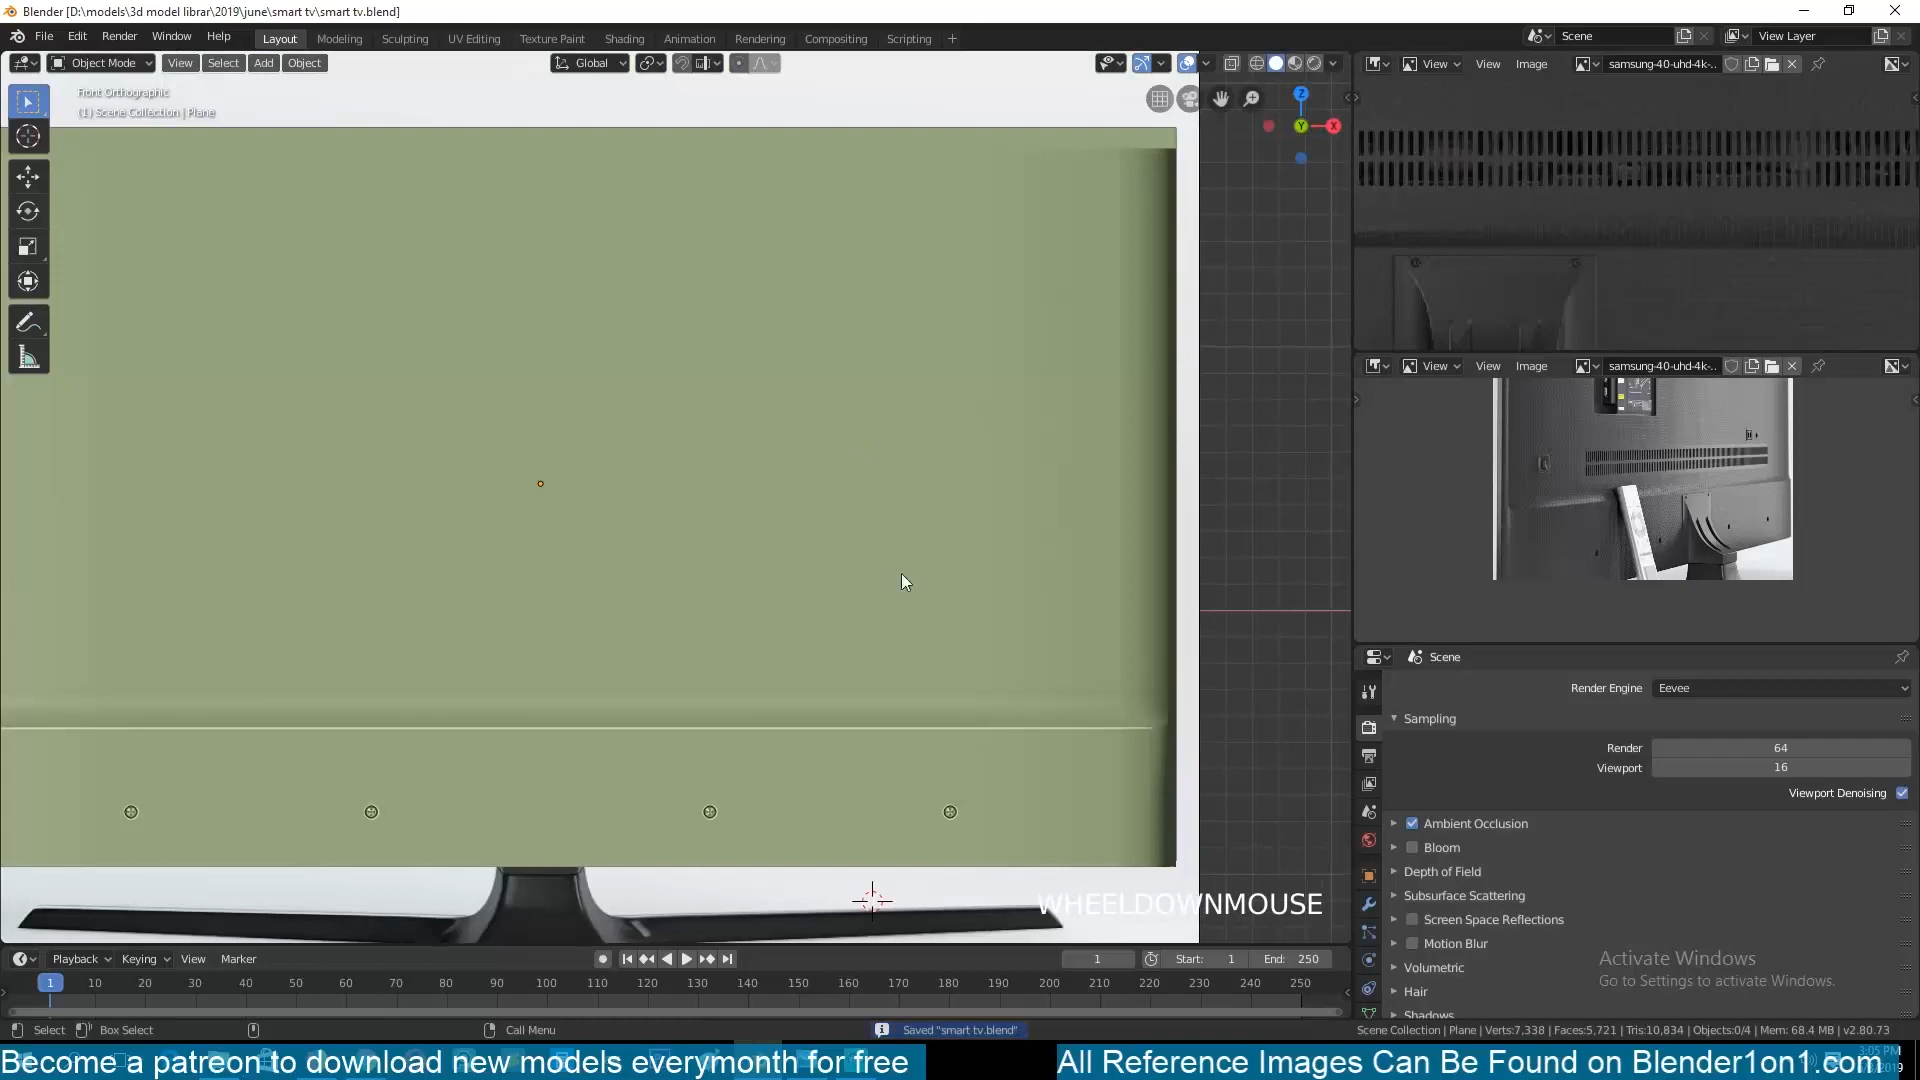 Blender [D:\models\3d model librar\2019\june\smart tv\smart tv.blend]
File Edit Render Window Help
Layout Modeling Sculpting UV Editing Texture Paint Shading Animation Rendering Compositing Scripting +
Scene
View Layer
Object Mode View Select Add Object
Global
View View Image samsung-40-uhd-4k-..
Front Orthographic
(1) Scene Collection | Plane
Z
Y
X
View View Image samsung-40-uhd-4k-..
Scene
Render Engine Eevee
Sampling
Render 64
Viewport 16
Viewport Denoising
Ambient Occlusion
Bloom
Depth of Field
Subsurface Scattering
Screen Space Reflections
Motion Blur
Volumetric
Hair
Shadows
Activate Windows
Go to Settings to activate Windows.
WHEELDOWNMOUSE
Playback Keying View Marker
1 Start: 1 End: 250
1 10 20 30 40 50 60 70 80 90 100 110 120 130 140 150 160 170 180 190 200 210 220 230 240 250
Select Box Select Call Menu
Saved "smart tv.blend"
Scene Collection | Plane | Verts:7,338 | Faces:5,721 | Tris:10,834 | Objects:0/4 | Mem: 68.4 MB | v2.80.73
Become a patreon to download new models everymonth for free
All Reference Images Can Be Found on Blender1on1.com
3:05 PM